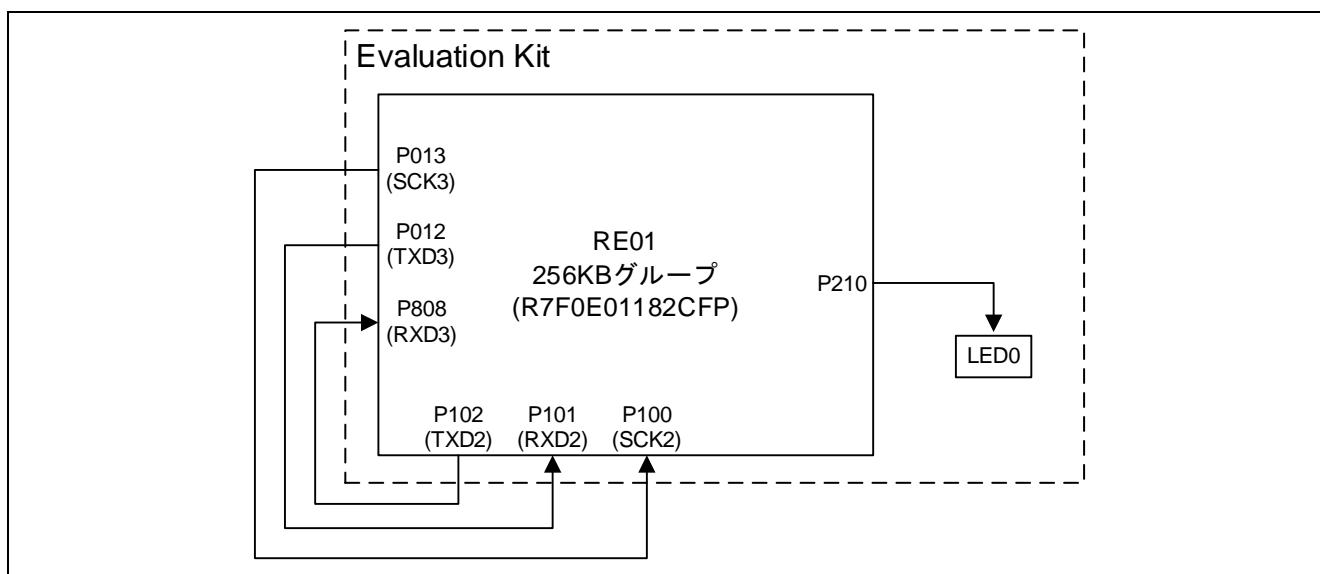 Evaluation Kit
P013
(SCK3)
P012
(TXD3)
P808
(RXD3)
RE01
256KBグループ
(R7F0E01182CFP)
P210
LED0
P102
(TXD2)
P101
(RXD2)
P100
(SCK2)